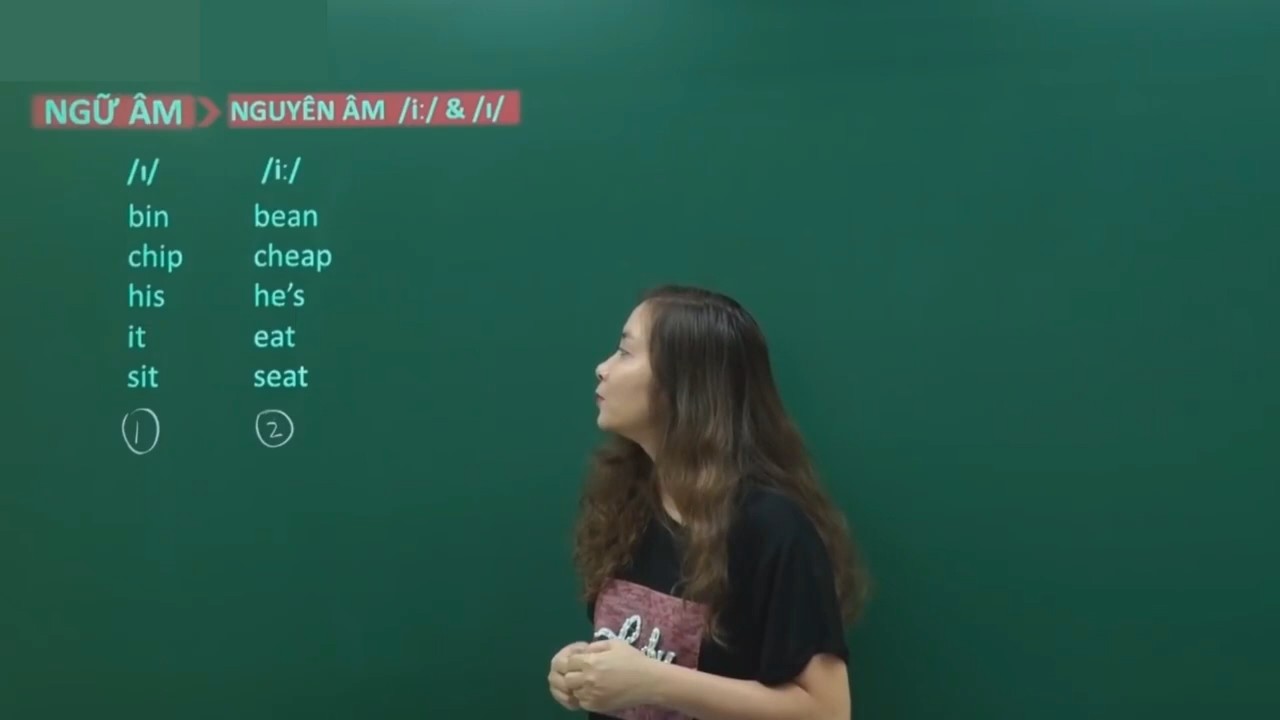 NGỮ ÂM NGUYÊN ÂM /iː/ & /ɪ/
/ɪ/ /iː/
bin bean
chip cheap
his he's
it eat
sit seat
1 2